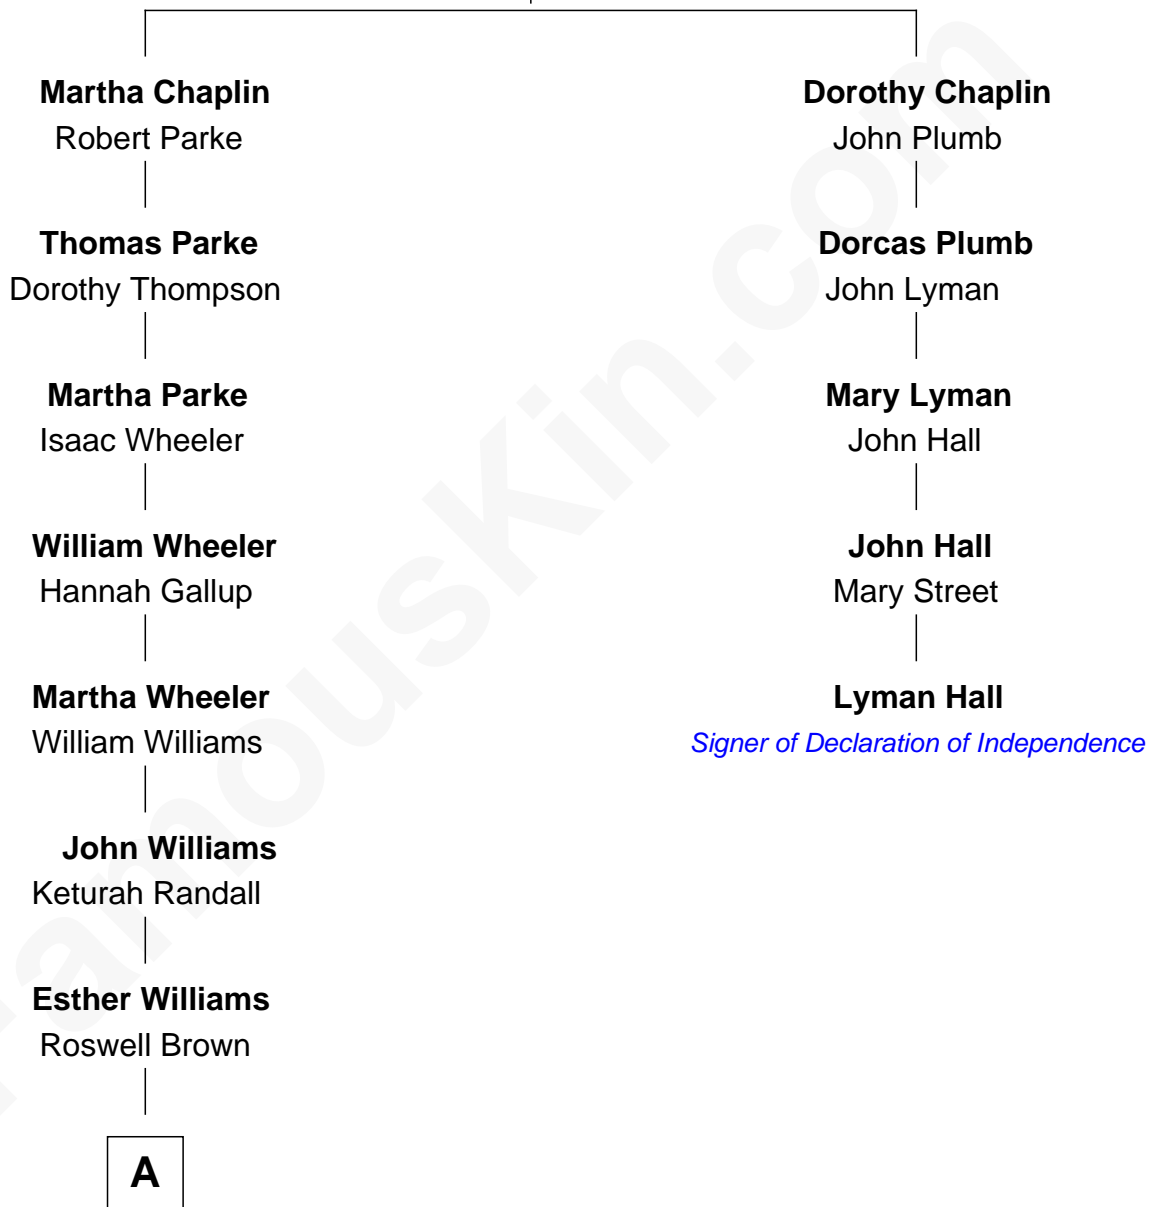 Martha Chaplin
Robert Parke
Thomas Parke
Dorothy Thompson
Martha Parke
Isaac Wheeler
William Wheeler
Hannah Gallup
Martha Wheeler
William Williams
John Williams
Keturah Randall
Esther Williams
Roswell Brown
A
Dorothy Chaplin
John Plumb
Dorcas Plumb
John Lyman
Mary Lyman
John Hall
John Hall
Mary Street
Lyman Hall
Signer of Declaration of Independence
FamousKin.com